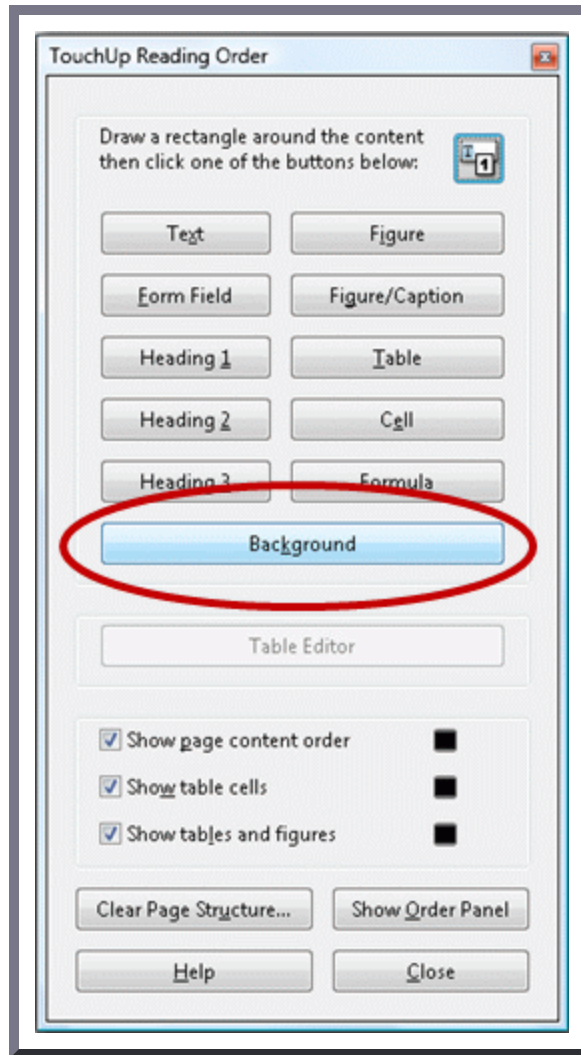 TouchUp Reading Order
Draw a rectangle around the content
then click one of the buttons below:
1
Text
Figure
Form Field
Figure/Caption
Heading 1
Table
Heading 2
Cell
Heading 3
Formula
Background
Table Editor
Show page content order
Show table cells
Show tables and figures
Clear Page Structure...
Show Order Panel
Help
Close